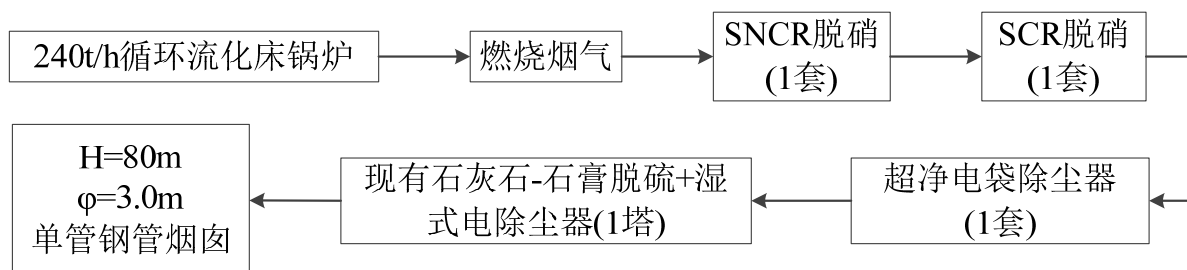 240t/h循环流化床锅炉
燃烧烟气
SNCR脱硝
(1套)
SCR脱硝
(1套)
超净电袋除尘器
(1套)
现有石灰石-石膏脱硫+湿
式电除尘器(1塔)
H=80m
φ=3.0m
单管钢管烟囱